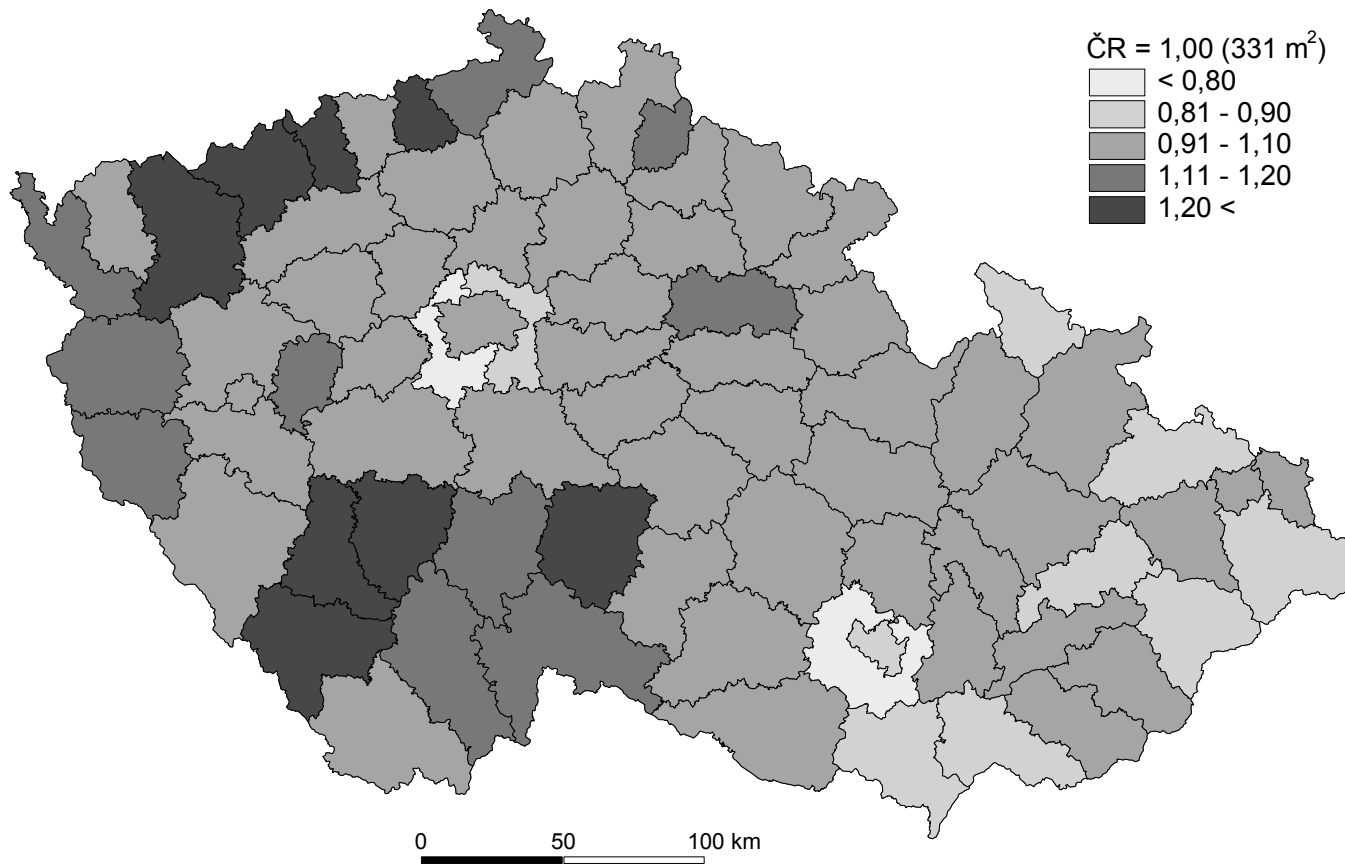 ČR = 1,00 (331 m²)
< 0,80
0,81 - 0,90
0,91 - 1,10
1,11 - 1,20
1,20 <
0 50 100 km